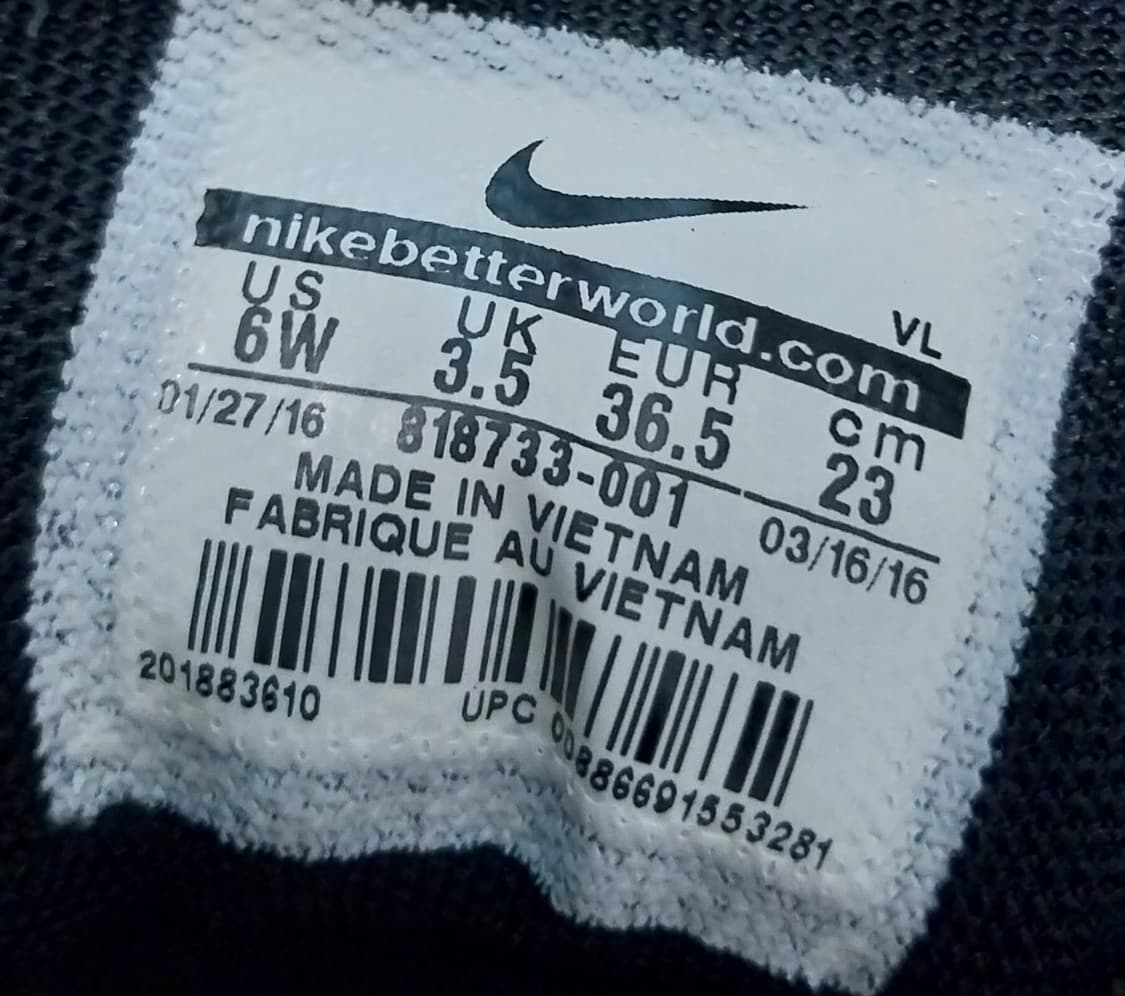 nikebetterworld.com
VL
US UK EUR cm
6W 3.5 36.5 23
01/27/16 818733-001 03/16/16
MADE IN VIETNAM
FABRIQUE AU VIETNAM
201883610 UPC 00886691553281